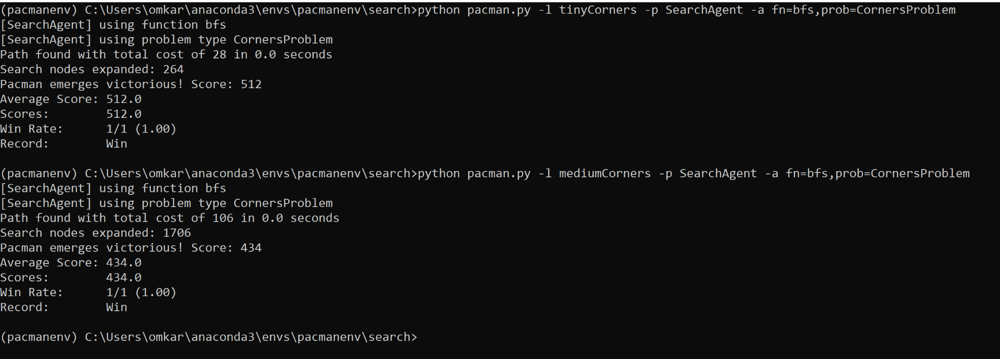 (pacmanenv) C:\Users\omkar\anaconda3\envs\pacmanenv\search>python pacman.py -l tinyCorners -p SearchAgent -a fn=bfs,prob=CornersProblem
[SearchAgent] using function bfs
[SearchAgent] using problem type CornersProblem
Path found with total cost of 28 in 0.0 seconds
Search nodes expanded: 264
Pacman emerges victorious! Score: 512
Average Score: 512.0
Scores:        512.0
Win Rate:      1/1 (1.00)
Record:        Win

(pacmanenv) C:\Users\omkar\anaconda3\envs\pacmanenv\search>python pacman.py -l mediumCorners -p SearchAgent -a fn=bfs,prob=CornersProblem
[SearchAgent] using function bfs
[SearchAgent] using problem type CornersProblem
Path found with total cost of 106 in 0.0 seconds
Search nodes expanded: 1706
Pacman emerges victorious! Score: 434
Average Score: 434.0
Scores:        434.0
Win Rate:      1/1 (1.00)
Record:        Win

(pacmanenv) C:\Users\omkar\anaconda3\envs\pacmanenv\search>